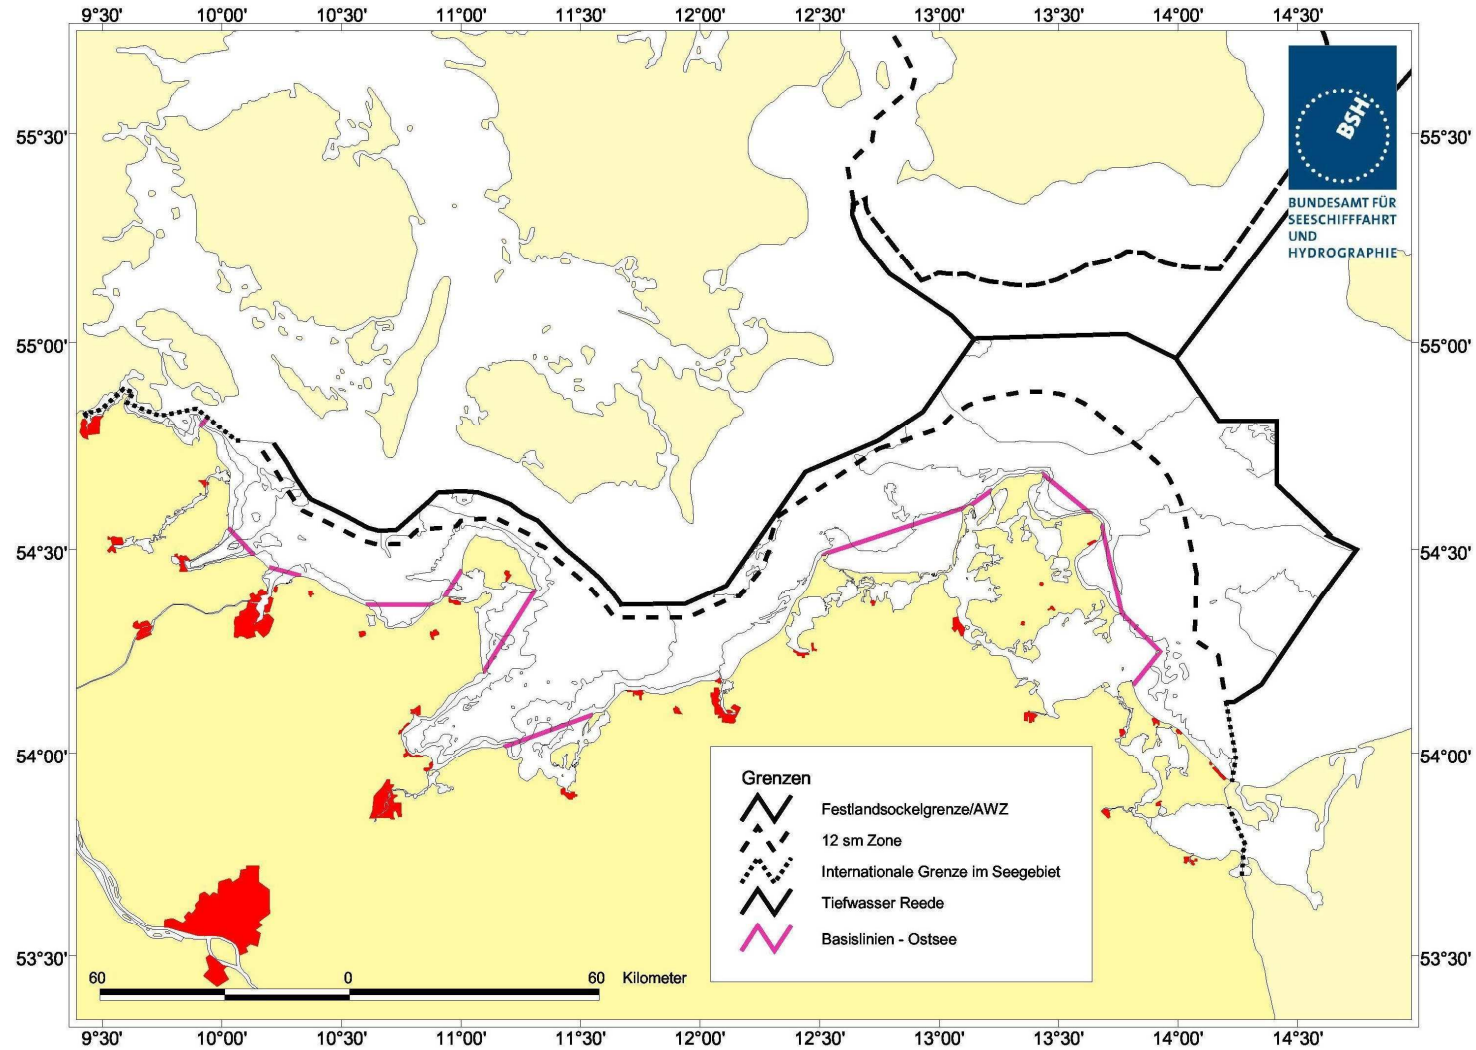 9°30' 10°00' 10°30' 11°00' 11°30' 12°00' 12°30' 13°00' 13°30' 14°00' 14°30'
55°30' 55°30'
BSH
BUNDESAMT FÜR
SEESCHIFFFAHRT
UND
HYDROGRAPHIE
55°00' 55°00'
54°30' 54°30'
54°00' 54°00'
Grenzen
Festlandsockelgrenze/AWZ
12 sm Zone
Internationale Grenze im Seegebiet
Tiefwasser Reede
Basislinien - Ostsee
53°30' 53°30'
60 0 60 Kilometer
9°30' 10°00' 10°30' 11°00' 11°30' 12°00' 12°30' 13°00' 13°30' 14°00' 14°30'